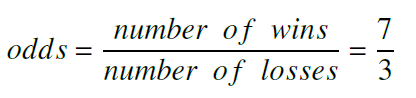 odds = number of wins / number of losses = 7 / 3